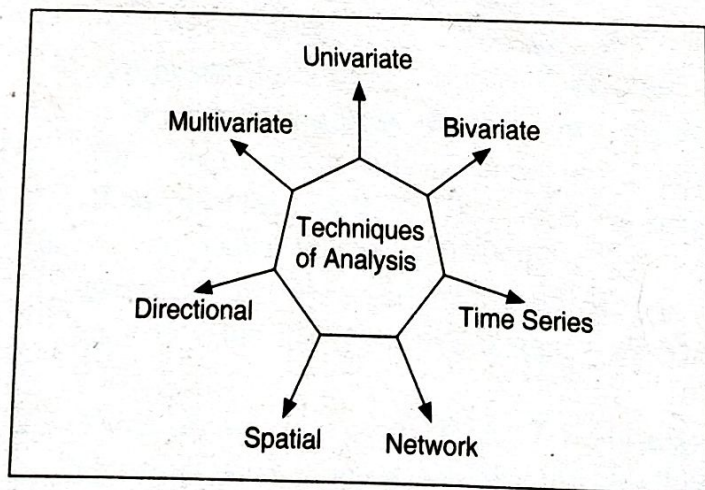 Univariate
Multivariate
Bivariate
Techniques
of Analysis
Directional
Time Series
Spatial
Network